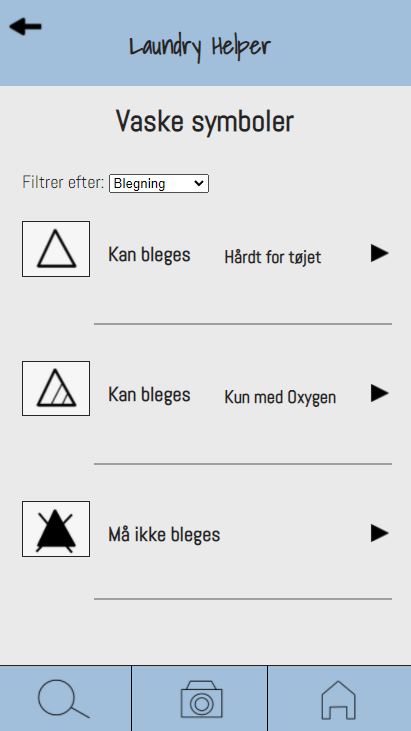 Laundry Helper
Vaske symboler
Filtrer efter: Blegning
Kan bleges Hårdt for tøjet
Kan bleges Kun med Oxygen
Må ikke bleges